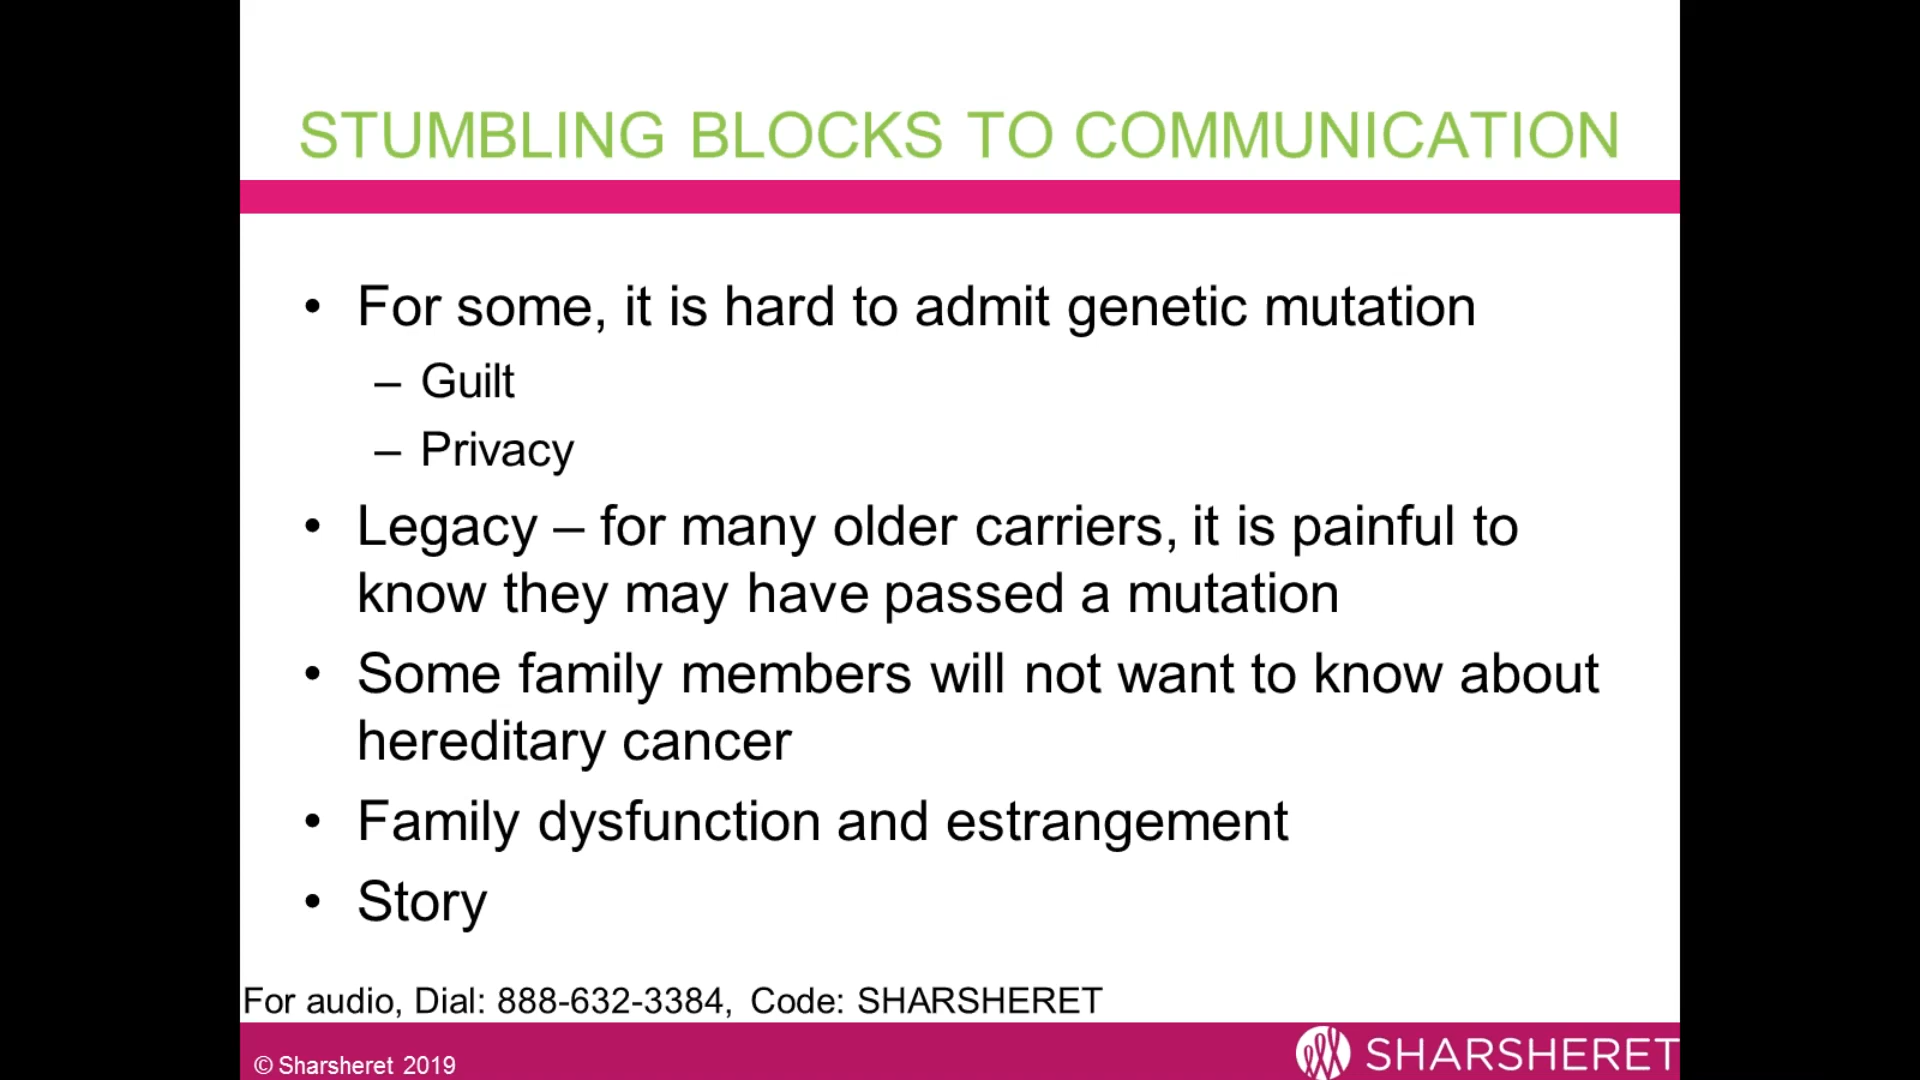 STUMBLING BLOCKS TO COMMUNICATION
• For some, it is hard to admit genetic mutation
– Guilt
– Privacy
• Legacy – for many older carriers, it is painful to
know they may have passed a mutation
• Some family members will not want to know about
hereditary cancer
• Family dysfunction and estrangement
• Story
For audio, Dial: 888-632-3384, Code: SHARSHERET
© Sharsheret 2019
SHARSHERET